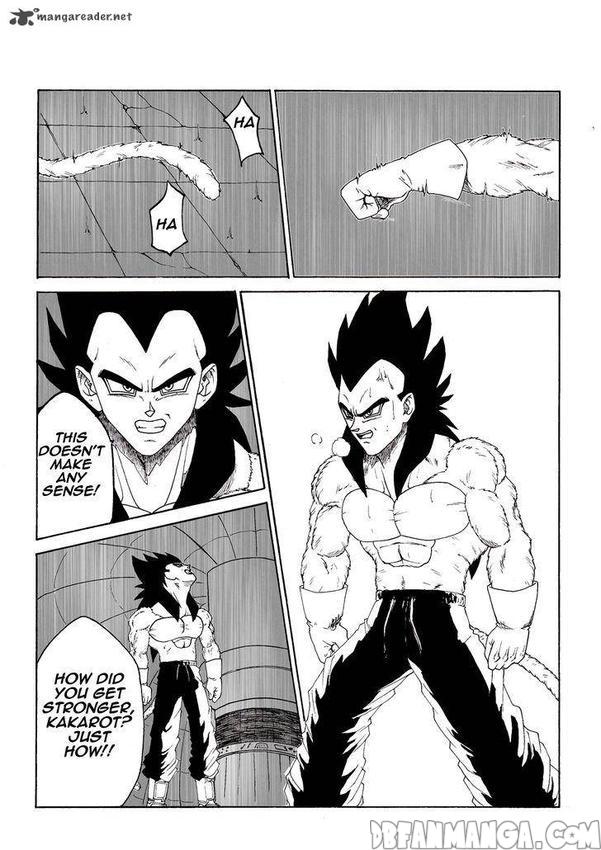 mangareader.net
HA
HA
THIS
DOESN'T
MAKE
ANY
SENSE!
HOW DID
YOU GET
STRONGER,
KAKAROT?
JUST
HOW!!
DBFANMANGA.COM